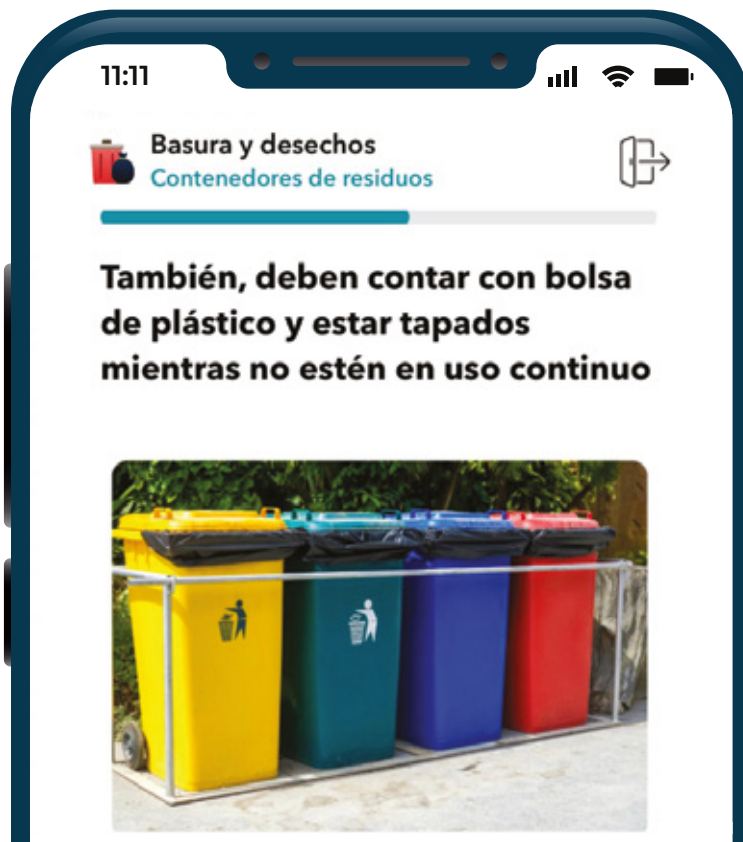 11:11
Basura y desechos
Contenedores de residuos
También, deben contar con bolsa
de plástico y estar tapados
mientras no estén en uso continuo